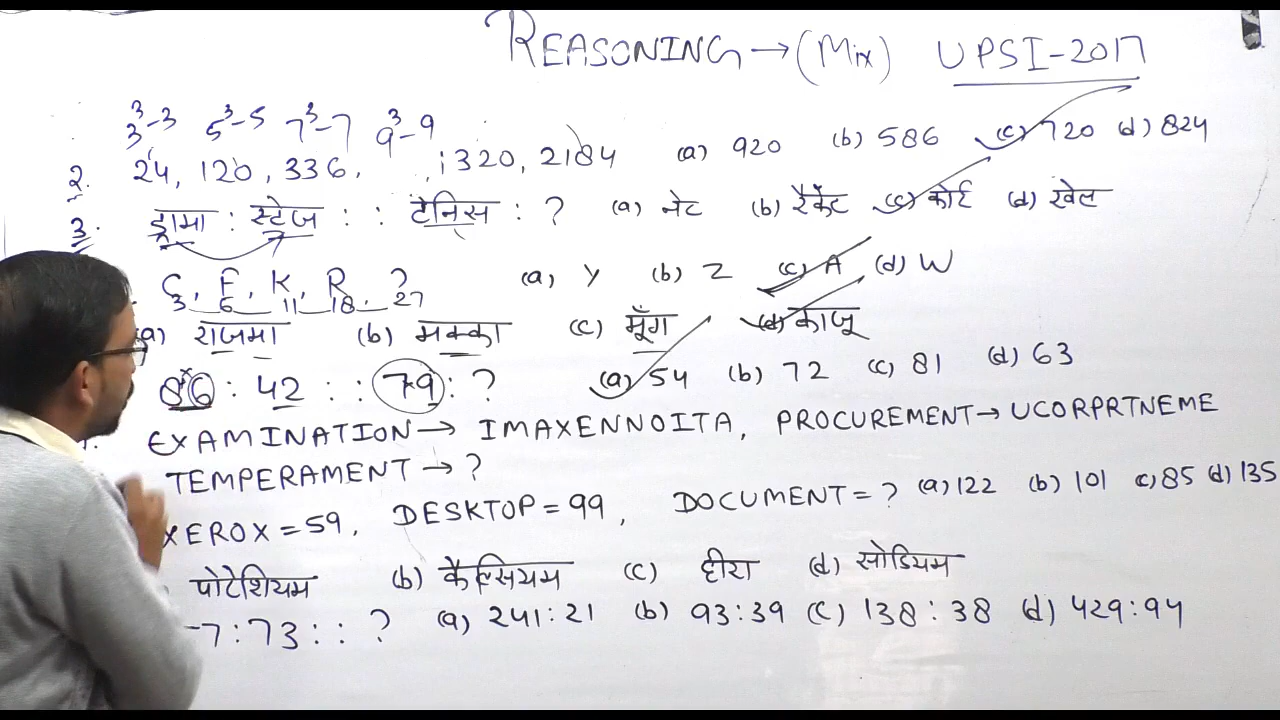 REASONING → (Mix) UPSI-2017
3³-3 5³-5 7³-7 9³-9
2. 24, 120, 336, , 1320, 2184 (a) 920 (b) 586 (c) 720 (d) 824
3. ड्रामा : स्टेज : : टेनिस : ? (a) नेट (b) रैकेट (c) कोर्ट (d) खेल
C, F, K, R, ? (a) Y (b) Z (c) A (d) W
3 6 11 18 27
(a) राजमा (b) मक्का (c) मूँग (d) काजू
86 : 42 : : 79 : ? (a) 54 (b) 72 (c) 81 (d) 63
EXAMINATION → IMAXENNOITA, PROCUREMENT → UCORPRTNEME
TEMPERAMENT → ?
XEROX = 59, DESKTOP = 99, DOCUMENT = ? (a) 122 (b) 101 (c) 85 (d) 135
पोटेशियम (b) कैल्सियम (c) हीरा (d) सोडियम
7 : 73 : : ? (a) 241 : 21 (b) 93 : 39 (c) 138 : 38 (d) 429 : 94